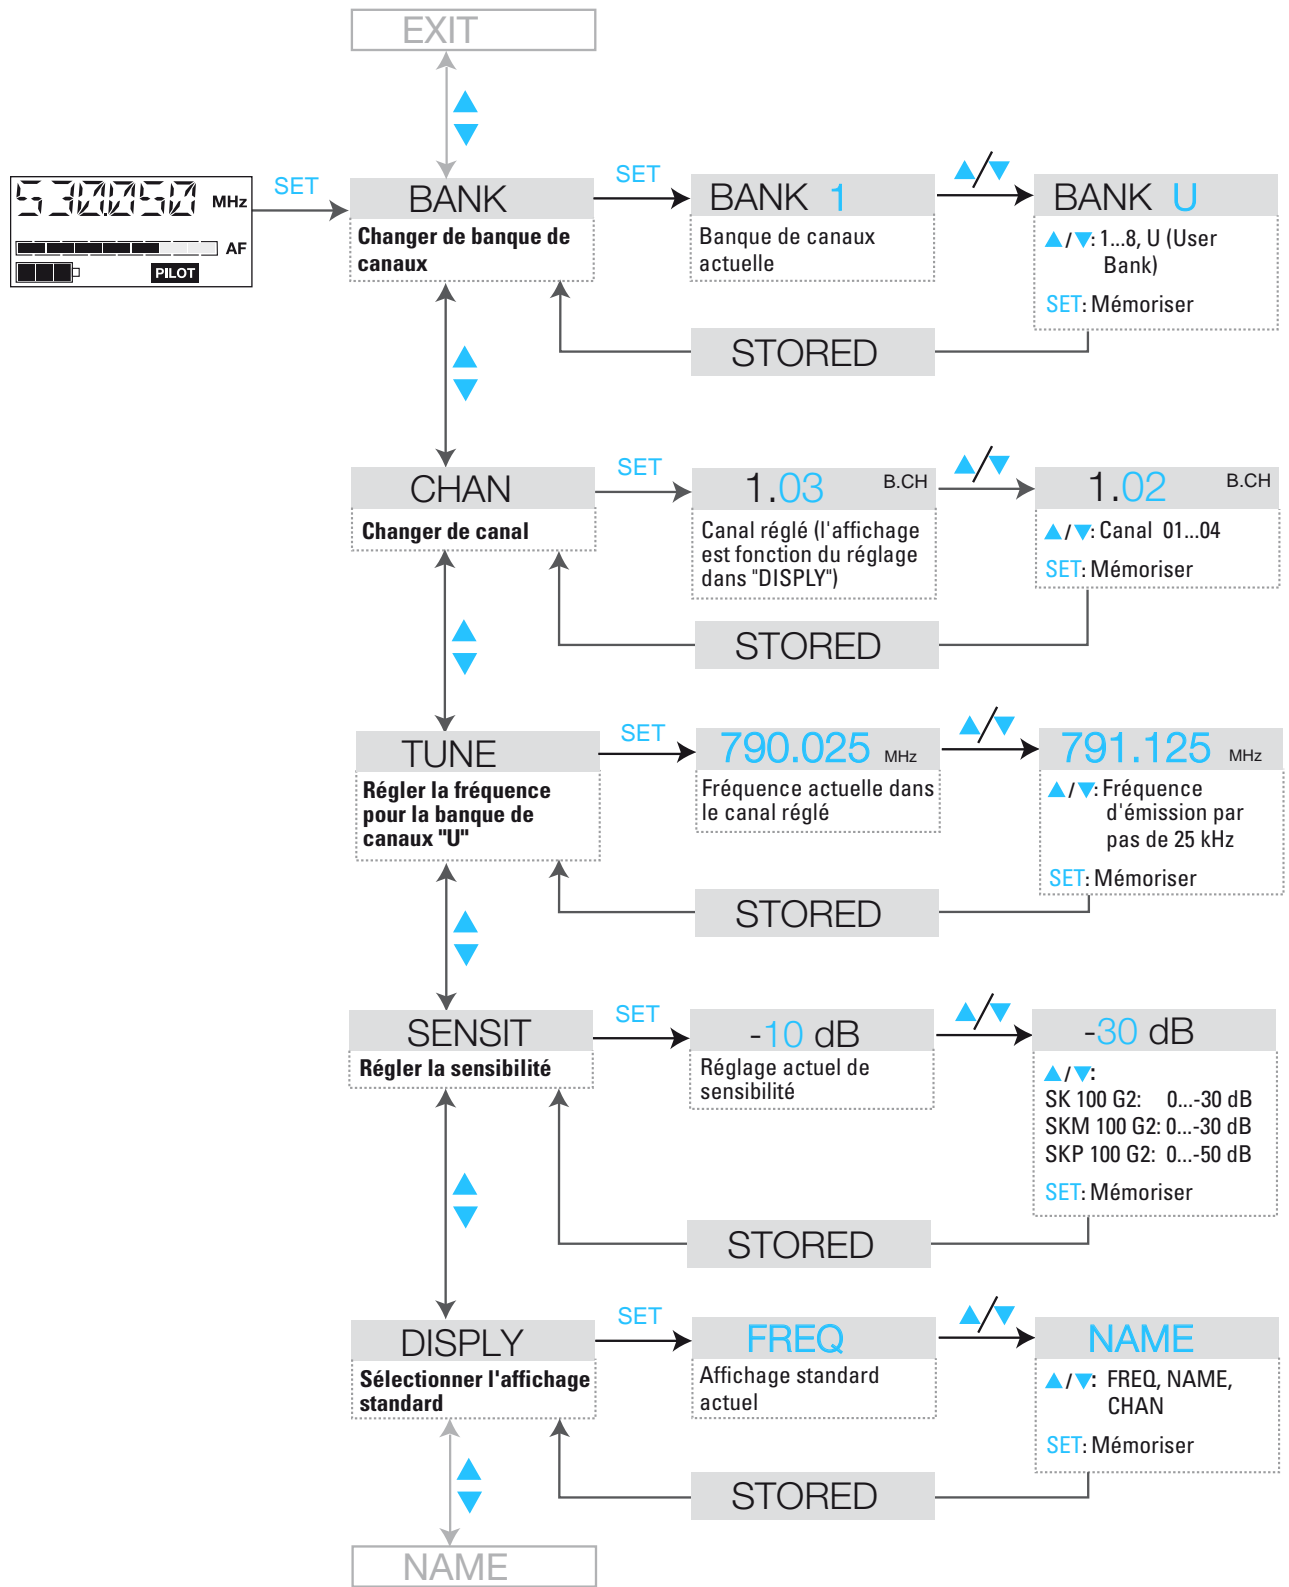 EXIT
530.050 MHz
AF
PILOT
SET
BANK
Changer de banque de
canaux
SET
BANK 1
Banque de canaux
actuelle
BANK U
▲/▼: 1...8, U (User
Bank)
SET: Mémoriser
STORED
CHAN
Changer de canal
SET
1.03 B.CH
Canal réglé (l'affichage
est fonction du réglage
dans "DISPLY")
1.02 B.CH
▲/▼: Canal 01...04
SET: Mémoriser
STORED
TUNE
Régler la fréquence
pour la banque de
canaux "U"
SET
790.025 MHz
Fréquence actuelle dans
le canal réglé
791.125 MHz
▲/▼: Fréquence
d'émission par
pas de 25 kHz
SET: Mémoriser
STORED
SENSIT
Régler la sensibilité
SET
-10 dB
Réglage actuel de
sensibilité
-30 dB
▲/▼:
SK 100 G2: 0...-30 dB
SKM 100 G2: 0...-30 dB
SKP 100 G2: 0...-50 dB
SET: Mémoriser
STORED
DISPLY
Sélectionner l'affichage
standard
SET
FREQ
Affichage standard
actuel
NAME
▲/▼: FREQ, NAME,
CHAN
SET: Mémoriser
STORED
NAME